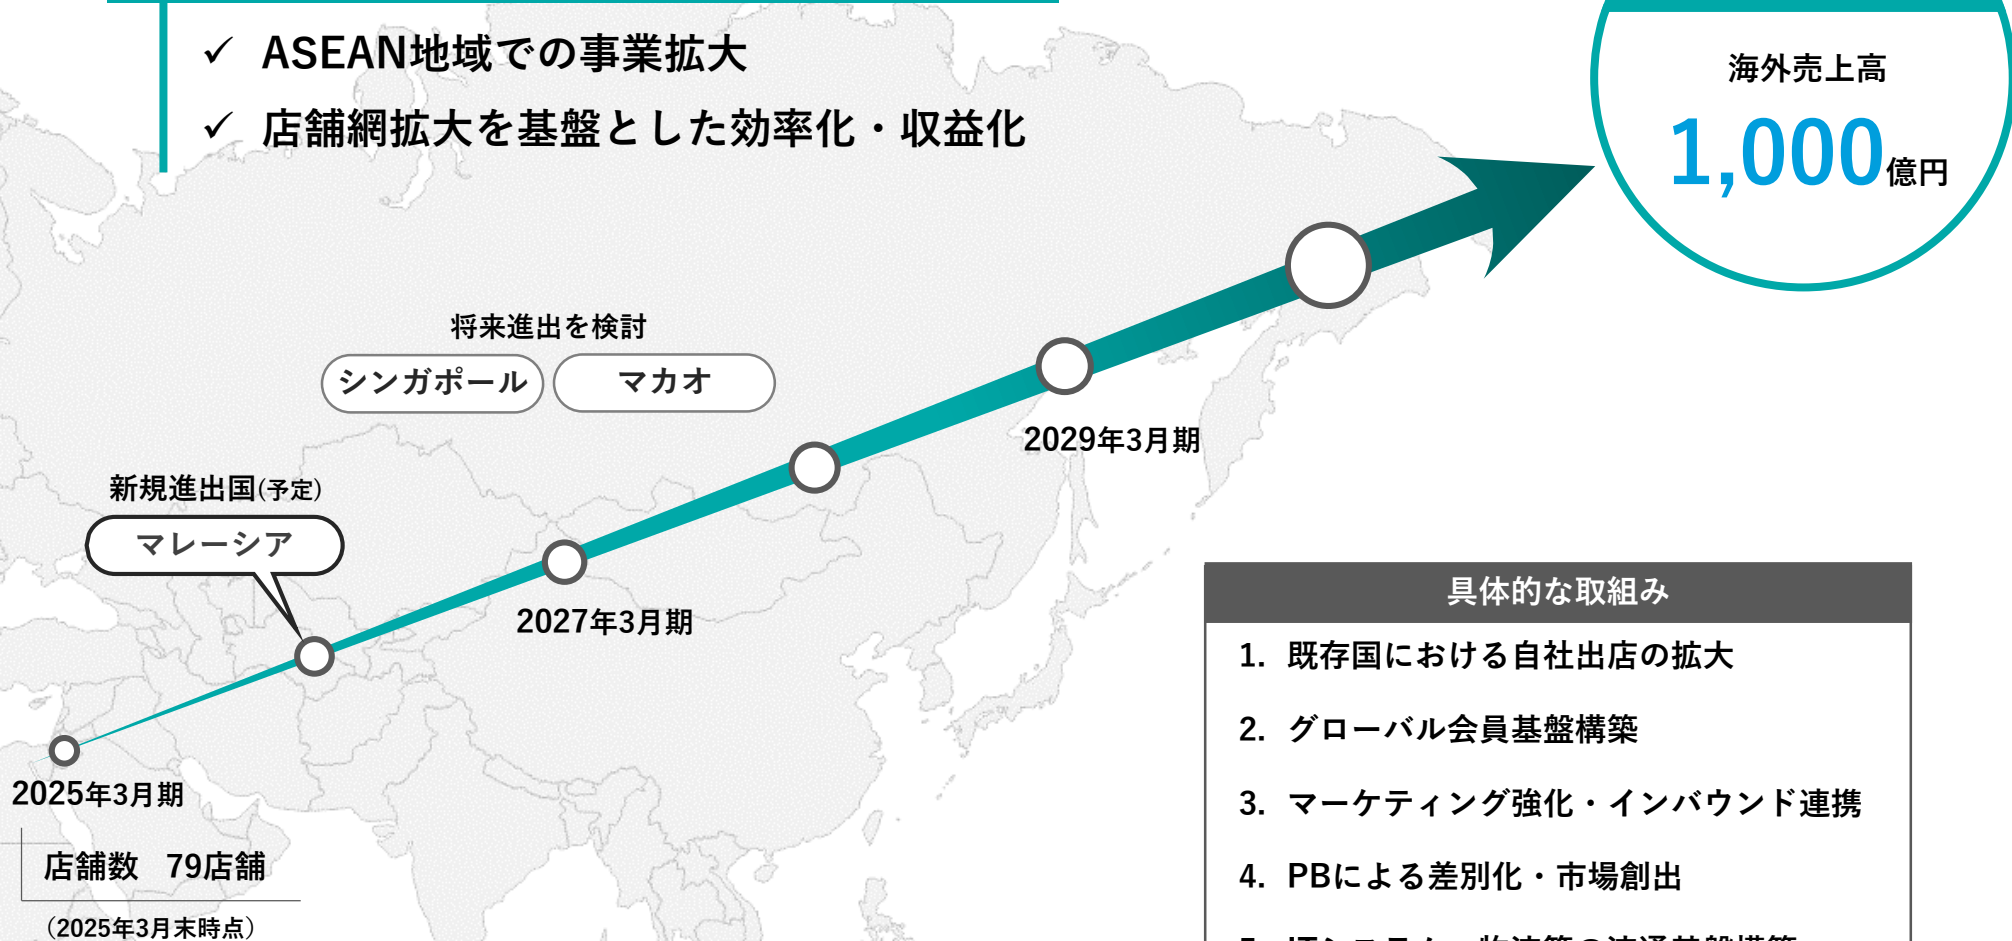 ✓ ASEAN地域での事業拡大
✓ 店舗網拡大を基盤とした効率化・収益化
海外売上高
1,000億円
将来進出を検討
シンガポール
マカオ
2029年3月期
新規進出国(予定)
マレーシア
2027年3月期
2025年3月期
店舗数 79店舗
(2025年3月末時点)
具体的な取組み
1. 既存国における自社出店の拡大
2. グローバル会員基盤構築
3. マーケティング強化・インバウンド連携
4. PBによる差別化・市場創出